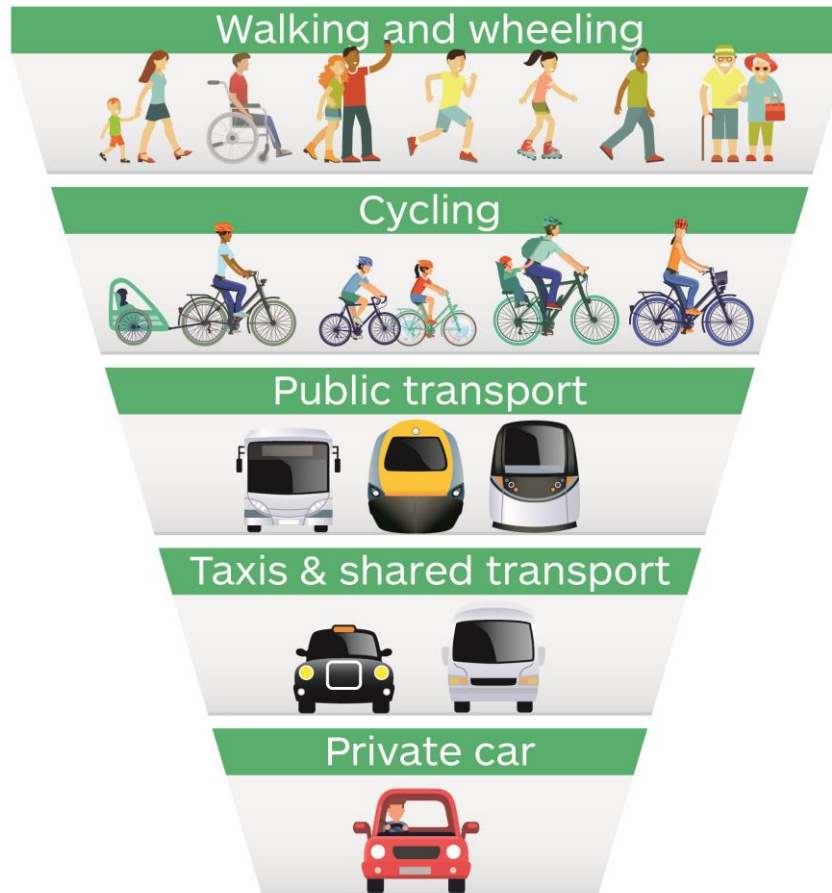 Walking and wheeling
Cycling
Public transport
Taxis & shared transport
Private car